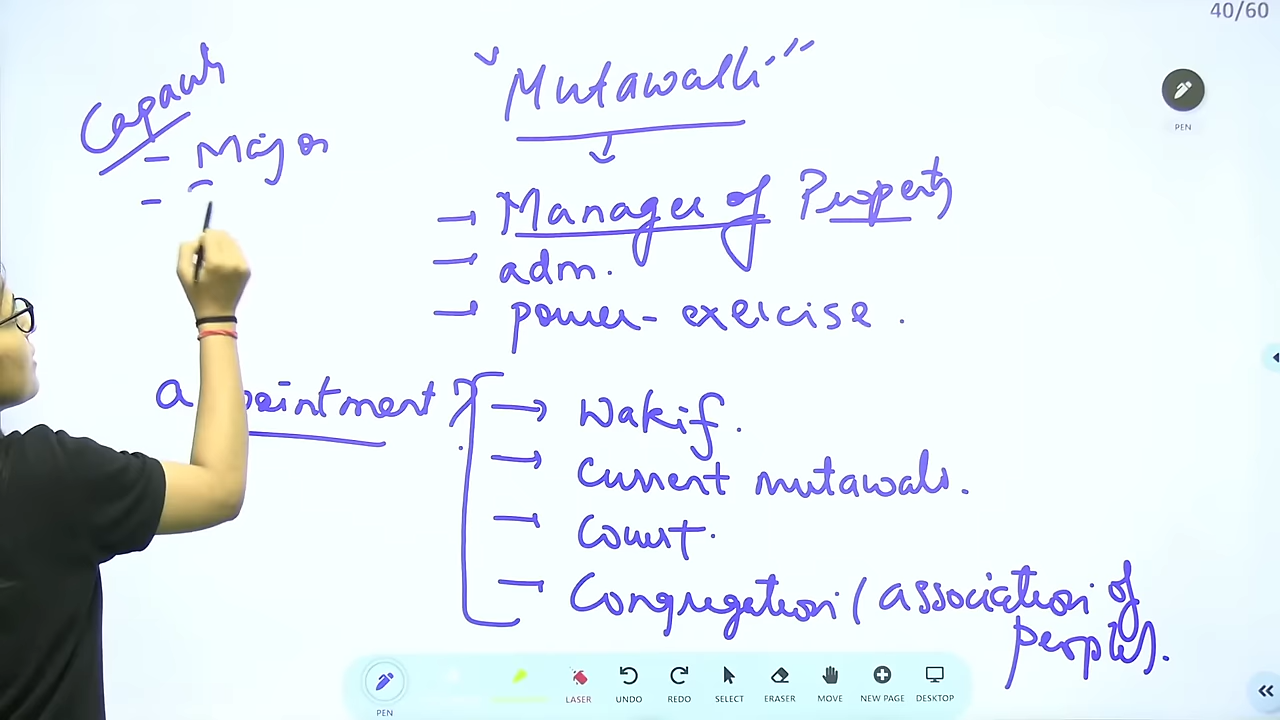 40/60
"Mutawalli"
PEN
Capacity
- Major
-
→ Manager of Property
→ adm.
→ power-exercise.
appointment?
→ Wakif.
→ Current mutawali.
→ Court.
→ Congregation (association of
people).
PEN
LASER
UNDO
REDO
SELECT
ERASER
MOVE
NEW PAGE
DESKTOP